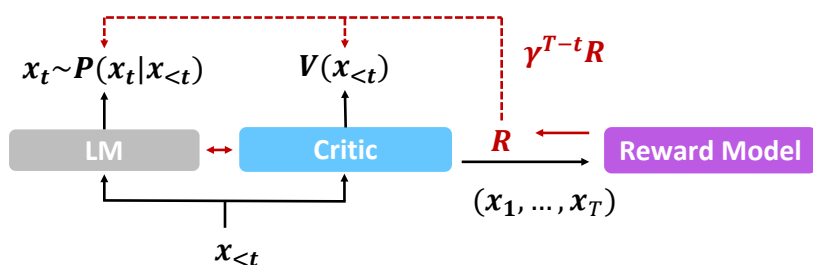 γ^{T−t}R
x_t~P(x_t|x_{<t})
V(x_{<t})
LM
Critic
R
Reward Model
(x_1, ..., x_T)
x_{<t}